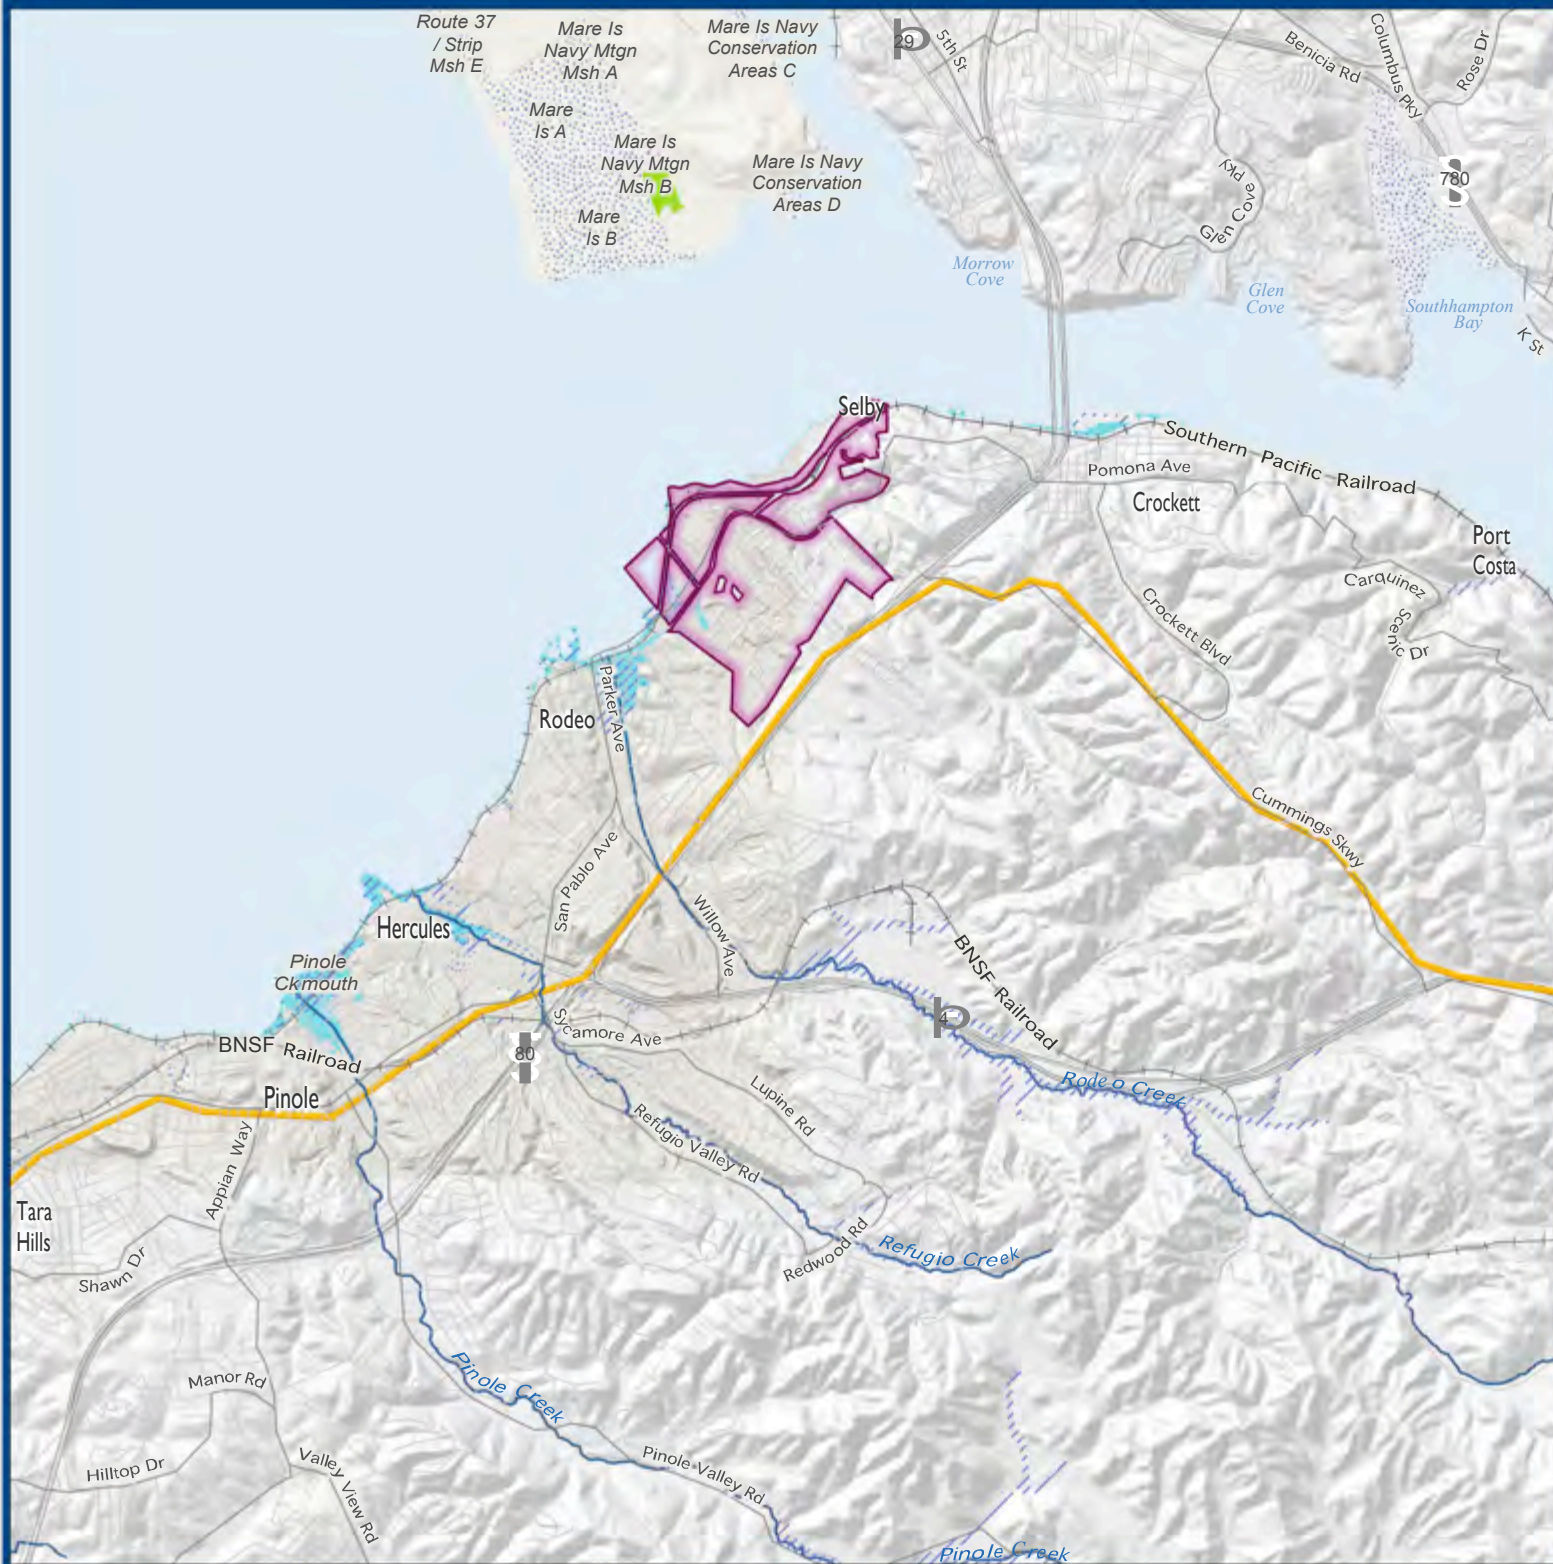 Route 37
/ Strip
Msh E
Mare Is
Navy Mtgn
Msh A
Mare Is Navy
Conservation
Areas C
29
5th St
Benicia Rd
Columbus Pky
Rose Dr
Mare
Is A
Mare Is
Navy Mtgn
Msh B
Mare Is Navy
Conservation
Areas D
Mare
Is B
Glen Cove Pky
780
Morrow
Cove
Glen
Cove
Southhampton
Bay
K St
Selby
Southern Pacific Railroad
Pomona Ave
Crockett
Port
Costa
Carquinez
Scenic Dr
Crockett Blvd
Parker Ave
Rodeo
Cummings Skwy
San Pablo Ave
Willow Ave
Hercules
BNSF Railroad
Pinole
Ckmouth
4
Sycamore Ave
80
BNSF Railroad
Pinole
Rodeo Creek
Lupine Rd
Refugio Valley Rd
Appian Way
Tara
Hills
Redwood Rd
Refugio Creek
Shawn Dr
Manor Rd
Pinole Creek
Hilltop Dr
Valley View Rd
Pinole Valley Rd
Pinole Creek